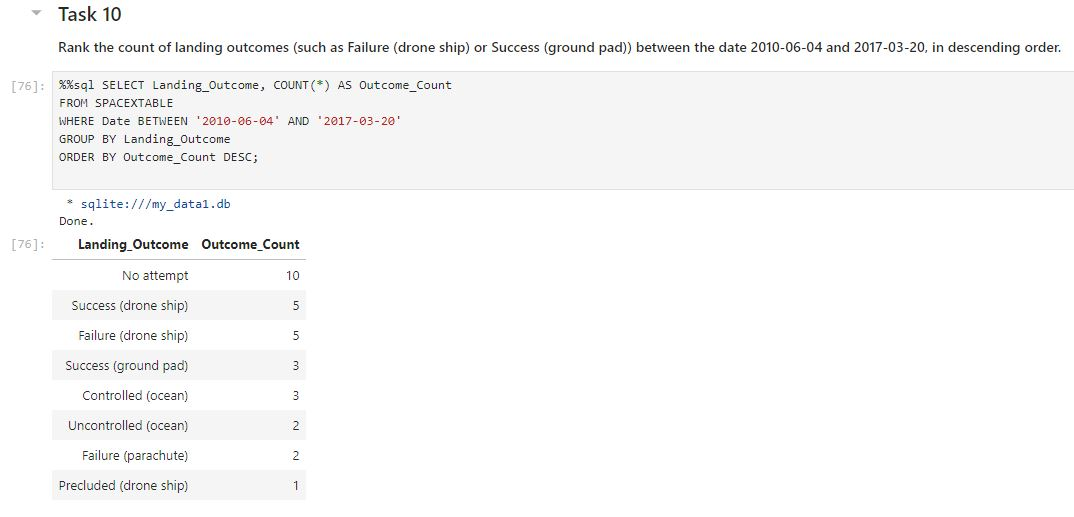 Task 10
Rank the count of landing outcomes (such as Failure (drone ship) or Success (ground pad)) between the date 2010-06-04 and 2017-03-20, in descending order.
[76]: %%sql SELECT Landing_Outcome, COUNT(*) AS Outcome_Count
FROM SPACEXTABLE
WHERE Date BETWEEN '2010-06-04' AND '2017-03-20'
GROUP BY Landing_Outcome
ORDER BY Outcome_Count DESC;
* sqlite:///my_data1.db
Done.
[76]: Landing_Outcome Outcome_Count
No attempt 10
Success (drone ship) 5
Failure (drone ship) 5
Success (ground pad) 3
Controlled (ocean) 3
Uncontrolled (ocean) 2
Failure (parachute) 2
Precluded (drone ship) 1